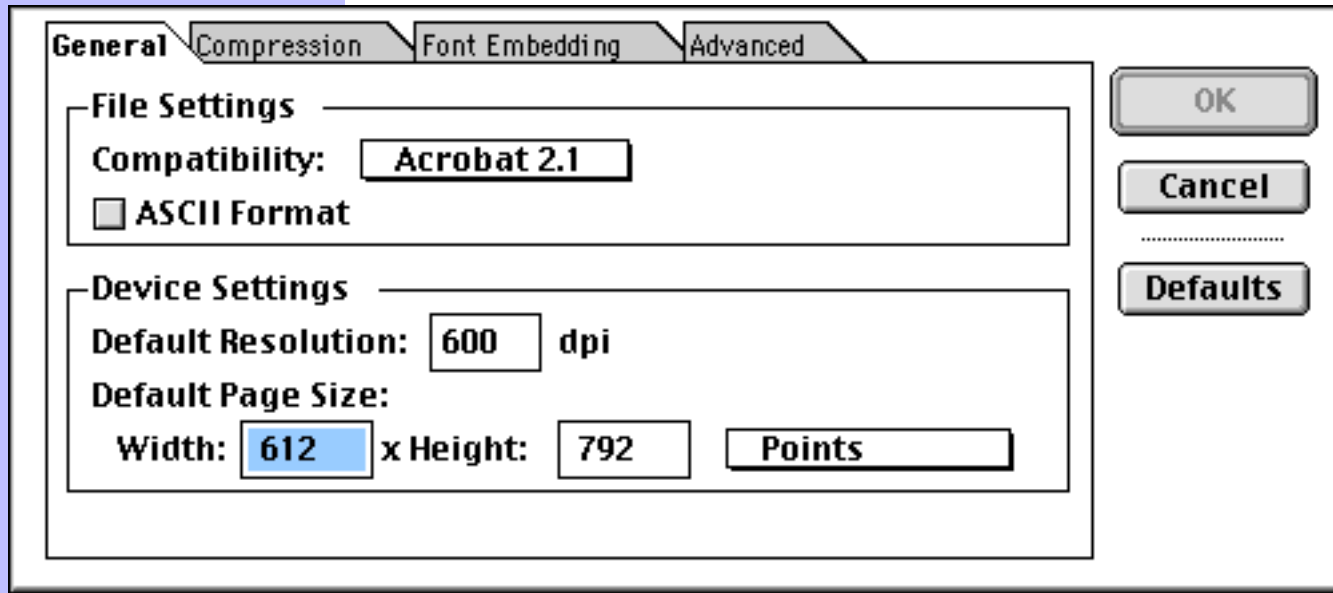 General Compression Font Embedding Advanced
File Settings
OK
Compatibility: Acrobat 2.1
Cancel
ASCII Format
Device Settings
Defaults
Default Resolution: 600 dpi
Default Page Size:
Width: 612 x Height: 792 Points